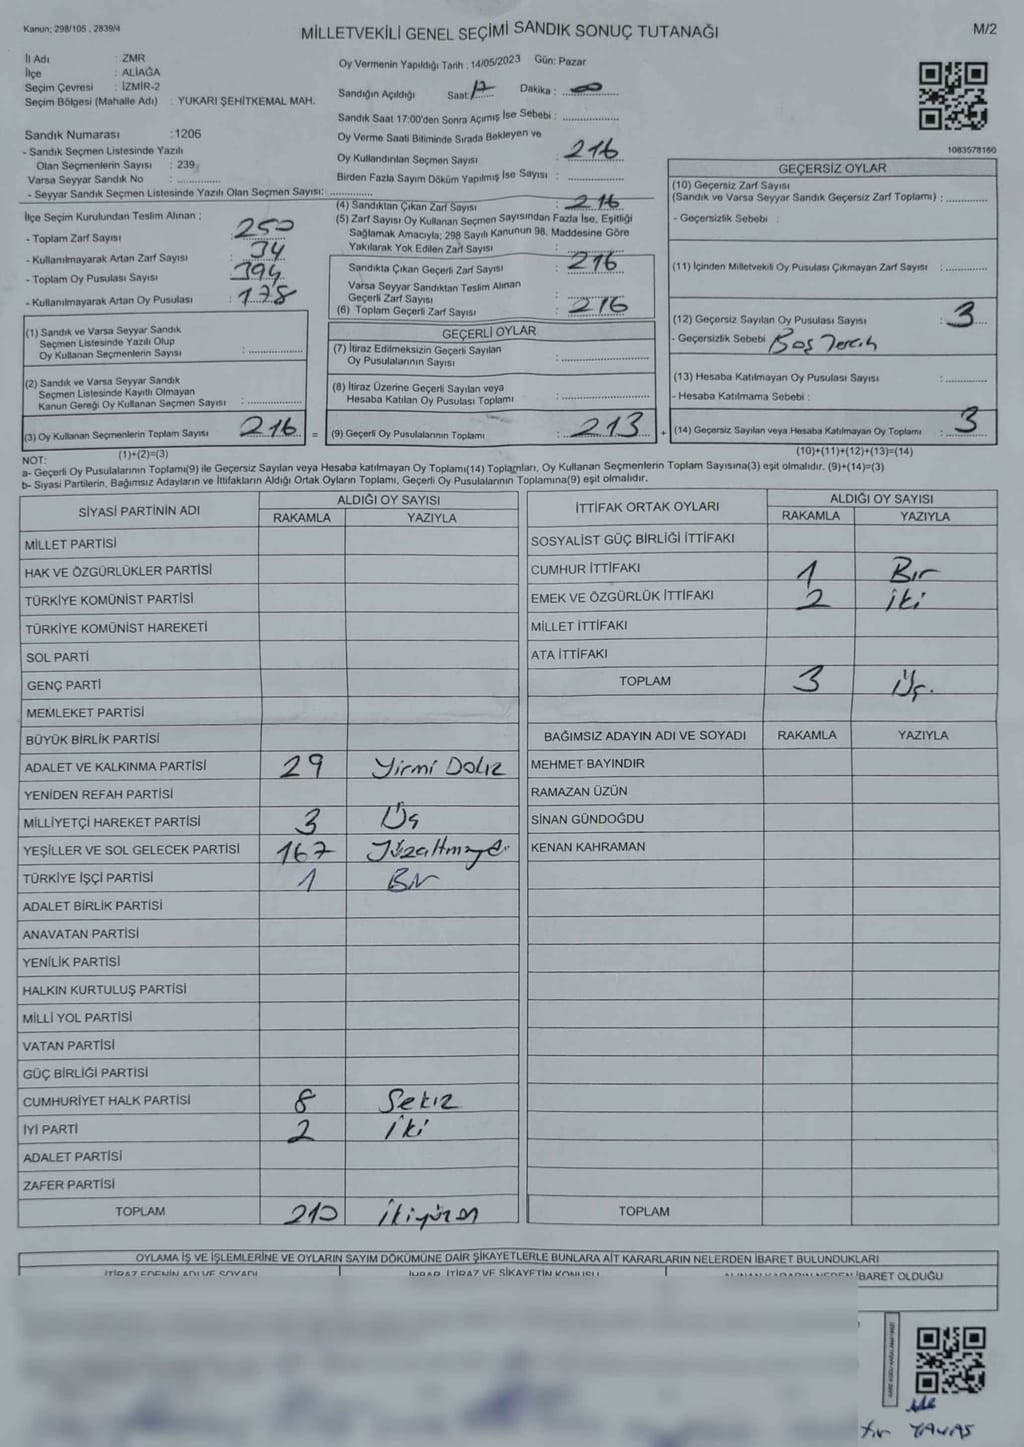 Kanun; 298/105 , 2839/4
MİLLETVEKİLİ GENEL SEÇİMİ SANDIK SONUÇ TUTANAĞI
M/2
İl Adı : ZMR
İlçe : ALİAĞA
Seçim Çevresi : İZMİR-2
Seçim Bölgesi (Mahalle Adı) : YUKARI ŞEHİTKEMAL MAH.
Sandık Numarası :1206
- Sandık Seçmen Listesinde Yazılı
Olan Seçmenlerin Sayısı : 239
Varsa Seyyar Sandık No : ............
- Seyyar Sandık Seçmen Listesinde Yazılı Olan Seçmen Sayısı: ............
Oy Vermenin Yapıldığı Tarih : 14/05/2023 Gün: Pazar
Sandığın Açıldığı Saat: 17 Dakika :
Sandık Saat 17:00'den Sonra Açımış İse Sebebi : ............
Oy Verme Saati Bitiminde Sırada Bekleyen ve
Oy Kullandırılan Seçmen Sayısı : 216
Birden Fazla Sayım Döküm Yapılmış İse Sayısı : ............
1083578160
İlçe Seçim Kurulundan Teslim Alınan ;
- Toplam Zarf Sayısı : 250
- Kullanılmayarak Artan Zarf Sayısı : 34
- Toplam Oy Pusulası Sayısı : 394
- Kullanılmayarak Artan Oy Pusulası : 178
(4) Sandıktan Çıkan Zarf Sayısı : 216
(5) Zarf Sayısı Oy Kullanan Seçmen Sayısından Fazla İse, Eşitliği
Sağlamak Amacıyla; 298 Sayılı Kanunun 98. Maddesine Göre
Yakılarak Yok Edilen Zarf Sayısı : ............
Sandıkta Çıkan Geçerli Zarf Sayısı : 216
Varsa Seyyar Sandıktan Teslim Alınan
Geçerli Zarf Sayısı : ............
(6) Toplam Geçerli Zarf Sayısı : 216
GEÇERSİZ OYLAR
(10) Geçersiz Zarf Sayısı
(Sandık ve Varsa Seyyar Sandık Geçersiz Zarf Toplamı) : ............
- Geçersizlik Sebebi :
(11) İçinden Milletvekili Oy Pusulası Çıkmayan Zarf Sayısı : ............
(12) Geçersiz Sayılan Oy Pusulası Sayısı : 3
- Geçersizlik Sebebi : Boş Tercih
(13) Hesaba Katılmayan Oy Pusulası Sayısı : ............
- Hesaba Katılmama Sebebi :
(14) Geçersiz Sayılan veya Hesaba Katılmayan Oy Toplamı : 3
(10)+(11)+(12)+(13)=(14)
(1) Sandık ve Varsa Seyyar Sandık
Seçmen Listesinde Yazılı Olup
Oy Kullanan Seçmenlerin Sayısı : ............
(2) Sandık ve Varsa Seyyar Sandık
Seçmen Listesinde Kayıtlı Olmayan
Kanun Gereği Oy Kullanan Seçmen Sayısı : ............
(3) Oy Kullanan Seçmenlerin Toplam Sayısı : 216 =
(1)+(2)=(3)
GEÇERLİ OYLAR
(7) İtiraz Edilmeksizin Geçerli Sayılan
Oy Pusulalarının Sayısı : ............
(8) İtiraz Üzerine Geçerli Sayılan veya
Hesaba Katılan Oy Pusulası Toplamı : ............
(9) Geçerli Oy Pusulalarının Toplamı : 213 +
NOT:
a- Geçerli Oy Pusulalarının Toplamı(9) ile Geçersiz Sayılan veya Hesaba katılmayan Oy Toplamı(14) Toplamları, Oy Kullanan Seçmenlerin Toplam Sayısına(3) eşit olmalıdır. (9)+(14)=(3)
b- Siyasi Partilerin, Bağımsız Adayların ve İttifakların Aldığı Ortak Oyların Toplamı, Geçerli Oy Pusulalarının Toplamına(9) eşit olmalıdır.
SİYASİ PARTİNİN ADI ALDIĞI OY SAYISI
RAKAMLA YAZIYLA
MİLLET PARTİSİ
HAK VE ÖZGÜRLÜKLER PARTİSİ
TÜRKİYE KOMÜNİST PARTİSİ
TÜRKİYE KOMÜNİST HAREKETİ
SOL PARTİ
GENÇ PARTİ
MEMLEKET PARTİSİ
BÜYÜK BİRLİK PARTİSİ
ADALET VE KALKINMA PARTİSİ 29 Yirmi Dokız
YENİDEN REFAH PARTİSİ
MİLLİYETÇİ HAREKET PARTİSİ 3 Üç
YEŞİLLER VE SOL GELECEK PARTİSİ 167
TÜRKİYE İŞÇİ PARTİSİ 1 Bir
ADALET BİRLİK PARTİSİ
ANAVATAN PARTİSİ
YENİLİK PARTİSİ
HALKIN KURTULUŞ PARTİSİ
MİLLİ YOL PARTİSİ
VATAN PARTİSİ
GÜÇ BİRLİĞİ PARTİSİ
CUMHURİYET HALK PARTİSİ 8 Sekız
İYİ PARTİ 2 İki
ADALET PARTİSİ
ZAFER PARTİSİ
TOPLAM 210 İkiyüzon
İTTİFAK ORTAK OYLARI ALDIĞI OY SAYISI
RAKAMLA YAZIYLA
SOSYALİST GÜÇ BİRLİĞİ İTTİFAKI
CUMHUR İTTİFAKI 1 Bır
EMEK VE ÖZGÜRLÜK İTTİFAKI 2 İki
MİLLET İTTİFAKI
ATA İTTİFAKI
TOPLAM 3 Üç.
BAĞIMSIZ ADAYIN ADI VE SOYADI RAKAMLA YAZIYLA
MEHMET BAYINDIR
RAMAZAN ÜZÜN
SİNAN GÜNDOĞDU
KENAN KAHRAMAN
TOPLAM
OYLAMA İŞ VE İŞLEMLERİNE VE OYLARIN SAYIM DÖKÜMÜNE DAİR ŞİKAYETLERLE BUNLARA AİT KARARLARIN NELERDEN İBARET BULUNDUKLARI
İTİRAZ EDENİN ADI VE SOYADI İHBAR, İTİRAZ VE ŞİKAYETİN KONUSU ALINAN KARARIN NEDEN İBARET OLDUĞU
YAVAŞ